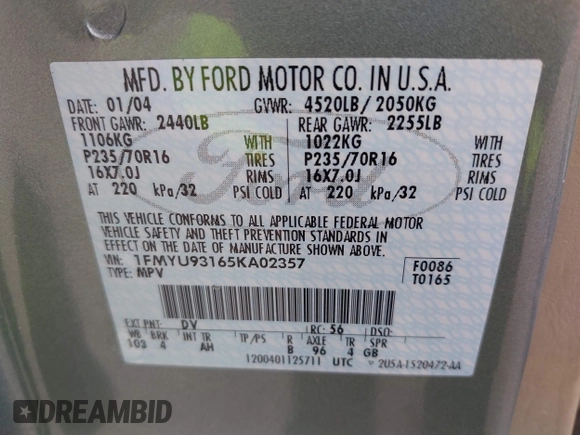 MFD. BY FORD MOTOR CO. IN U.S.A.
DATE: 01/04 GVWR: 4520LB / 2050KG
FRONT GAWR: 2440LB REAR GAWR: 2255LB
1106KG WITH 1022KG WITH
P235/70R16 TIRES P235/70R16 TIRES
16X7.0J RIMS 16X7.0J RIMS
AT 220 kPa/32 PSI COLD AT 220 kPa/32 PSI COLD
Ford
THIS VEHICLE CONFORMS TO ALL APPLICABLE FEDERAL MOTOR
VEHICLE SAFETY AND THEFT PREVENTION STANDARDS IN
EFFECT ON THE DATE OF MANUFACTURE SHOWN ABOVE.
VIN: 1FMYU93165KA02357 F0086
TYPE: MPV T0165
EXT PNT: DV RC: 56 DSO:
WB BRK INT TR TP/PS R AXLE TR SPR
103 4 AH B 96 4 GB
1200401125711 UTC 2U5A-1520472-AA
DREAMBID